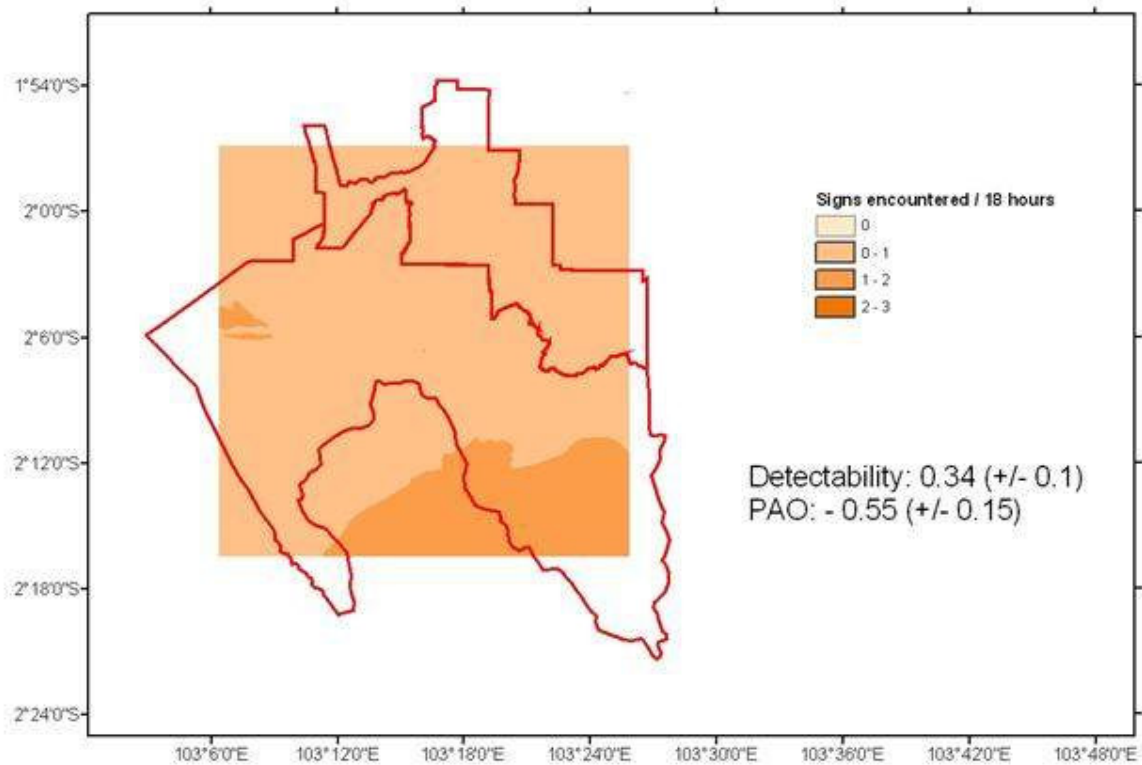 1°54'0"S
2°0'0"S
2°6'0"S
2°12'0"S
2°18'0"S
2°24'0"S
Signs encountered / 18 hours
0
0 - 1
1 - 2
2 - 3
Detectability: 0.34 (+/- 0.1)
PAO: - 0.55 (+/- 0.15)
103°6'0"E 103°12'0"E 103°18'0"E 103°24'0"E 103°30'0"E 103°36'0"E 103°42'0"E 103°48'0"E